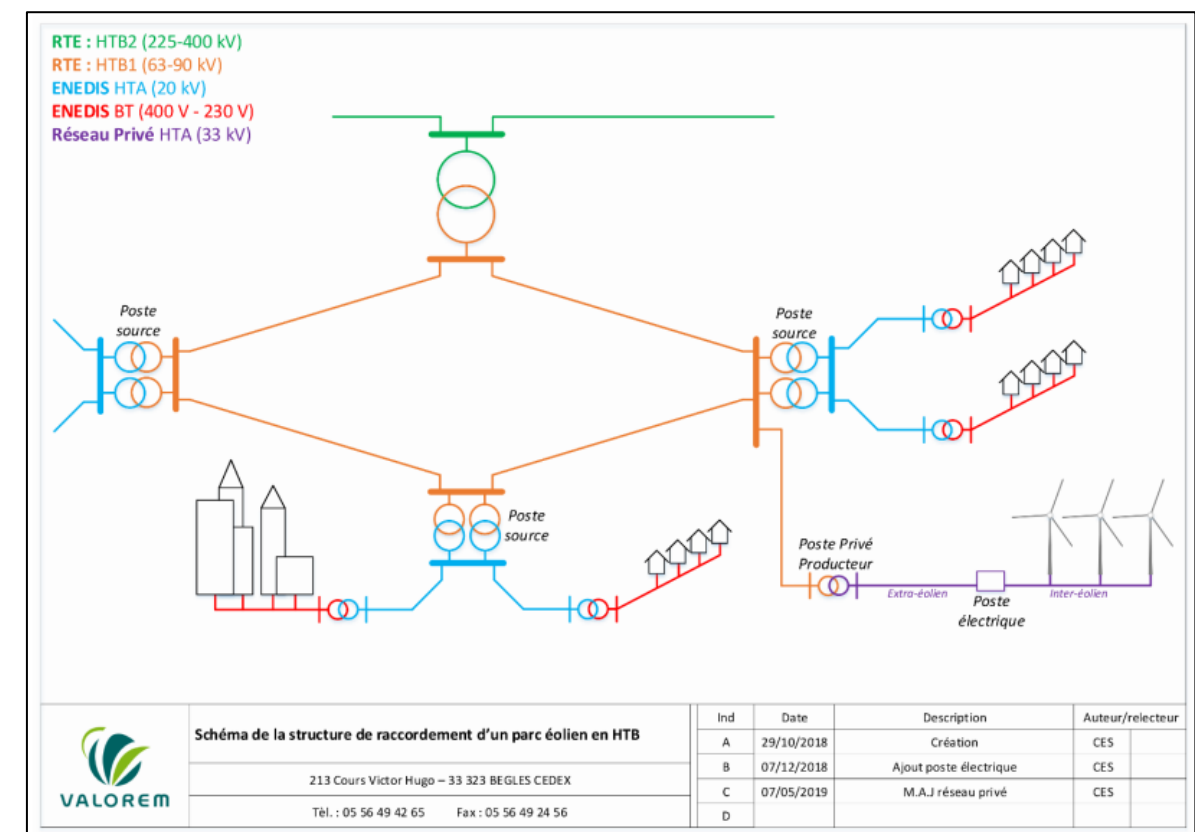 RTE : HTB2 (225-400 kV)
RTE : HTB1 (63-90 kV)
ENEDIS HTA (20 kV)
ENEDIS BT (400 V - 230 V)
Réseau Privé HTA (33 kV)
Poste
source
Poste
source
Poste
source
Poste Privé
Producteur
Extra-éolien
Poste
électrique
Inter-éolien
VALOREM
Schéma de la structure de raccordement d'un parc éolien en HTB
213 Cours Victor Hugo – 33 323 BEGLES CEDEX
Tèl. : 05 56 49 42 65 Fax : 05 56 49 24 56
Ind Date Description Auteur/relecteur
A 29/10/2018 Création CES
B 07/12/2018 Ajout poste électrique CES
C 07/05/2019 M.A.J réseau privé CES
D